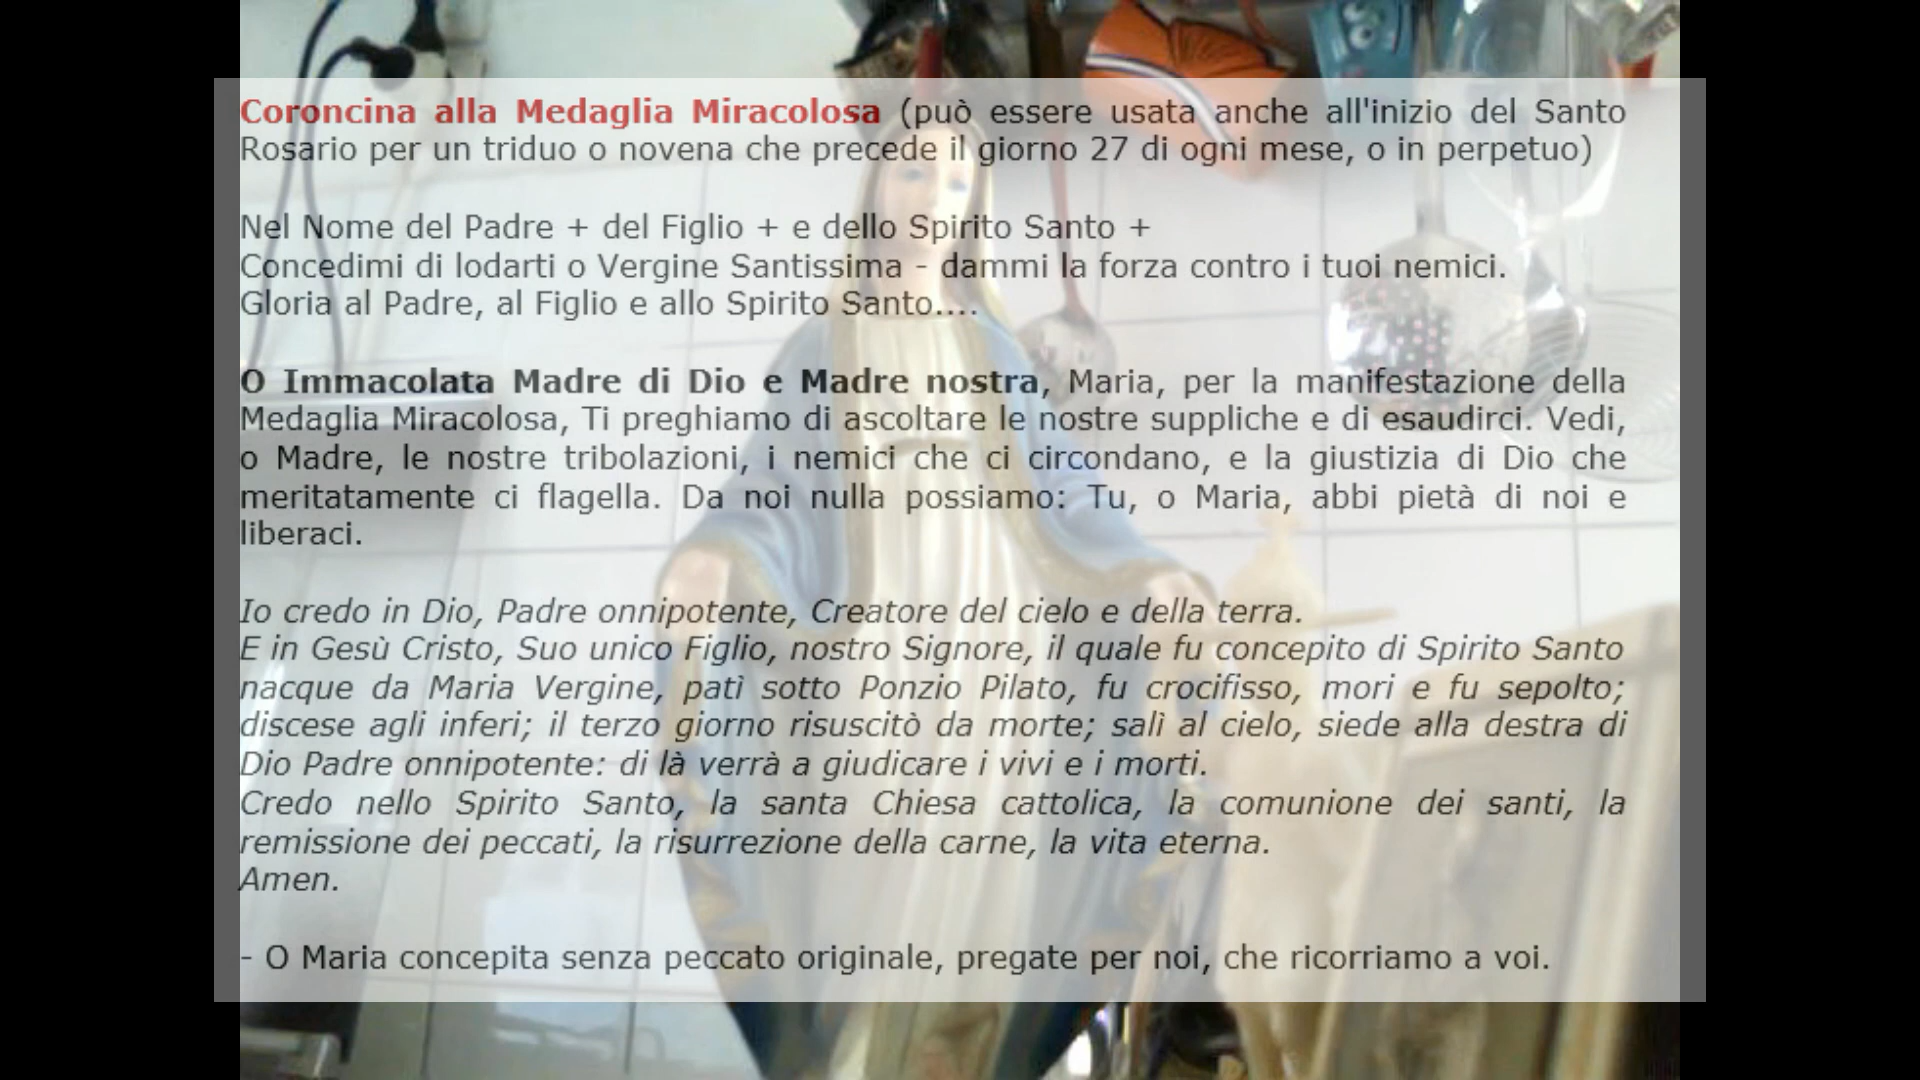 Coroncina alla Medaglia Miracolosa (può essere usata anche all'inizio del Santo
Rosario per un triduo o novena che precede il giorno 27 di ogni mese, o in perpetuo)
Nel Nome del Padre + del Figlio + e dello Spirito Santo +
Concedimi di lodarti o Vergine Santissima - dammi la forza contro i tuoi nemici.
Gloria al Padre, al Figlio e allo Spirito Santo....
O Immacolata Madre di Dio e Madre nostra, Maria, per la manifestazione della
Medaglia Miracolosa, Ti preghiamo di ascoltare le nostre suppliche e di esaudirci. Vedi,
o Madre, le nostre tribolazioni, i nemici che ci circondano, e la giustizia di Dio che
meritatamente ci flagella. Da noi nulla possiamo: Tu, o Maria, abbi pietà di noi e
liberaci.
Io credo in Dio, Padre onnipotente, Creatore del cielo e della terra.
E in Gesù Cristo, Suo unico Figlio, nostro Signore, il quale fu concepito di Spirito Santo
nacque da Maria Vergine, patì sotto Ponzio Pilato, fu crocifisso, mori e fu sepolto;
discese agli inferi; il terzo giorno risuscitò da morte; salì al cielo, siede alla destra di
Dio Padre onnipotente: di là verrà a giudicare i vivi e i morti.
Credo nello Spirito Santo, la santa Chiesa cattolica, la comunione dei santi, la
remissione dei peccati, la risurrezione della carne, la vita eterna.
Amen.
- O Maria concepita senza peccato originale, pregate per noi, che ricorriamo a voi.